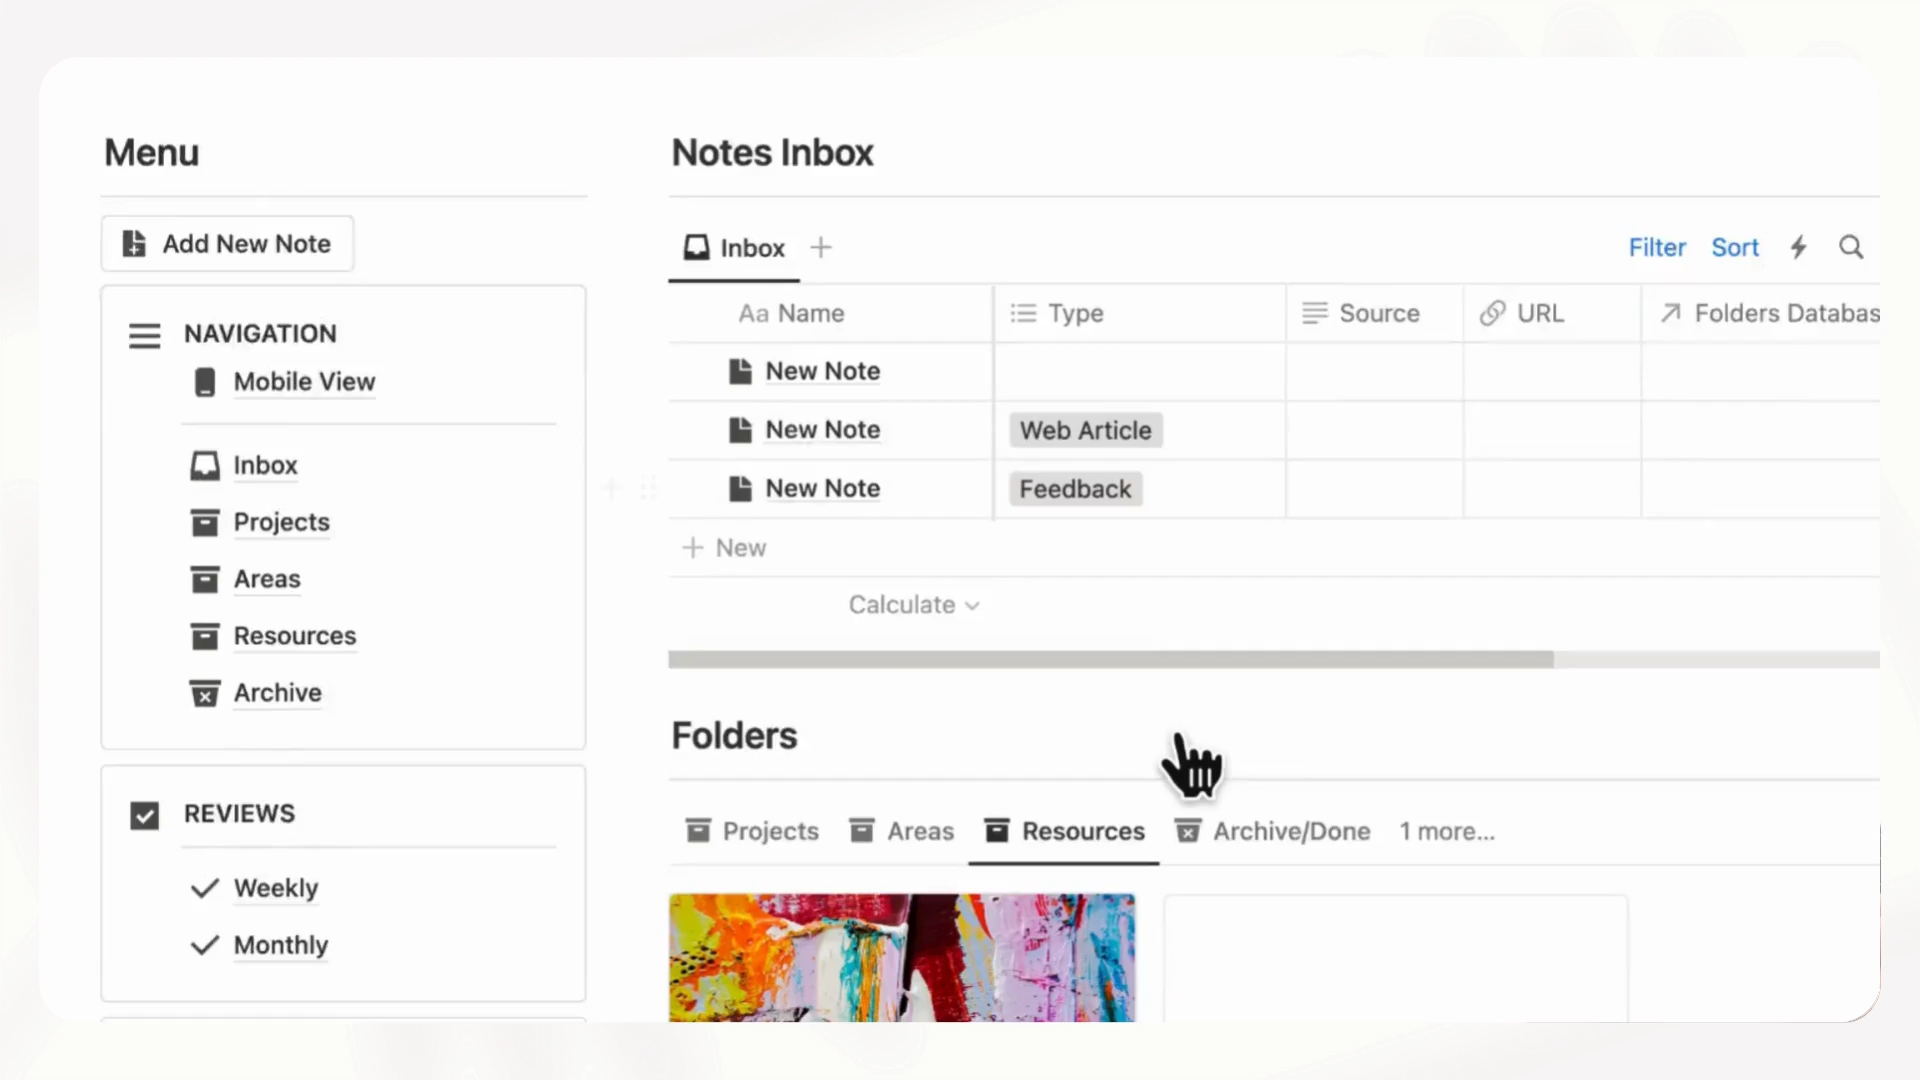 Menu
Add New Note
NAVIGATION
Mobile View
Inbox
Projects
Areas
Resources
Archive
REVIEWS
Weekly
Monthly
Notes Inbox
Inbox
Filter Sort
Aa Name Type Source URL Folders Databas
New Note
New Note Web Article
New Note Feedback
New
Calculate
Folders
Projects Areas Resources Archive/Done 1 more...